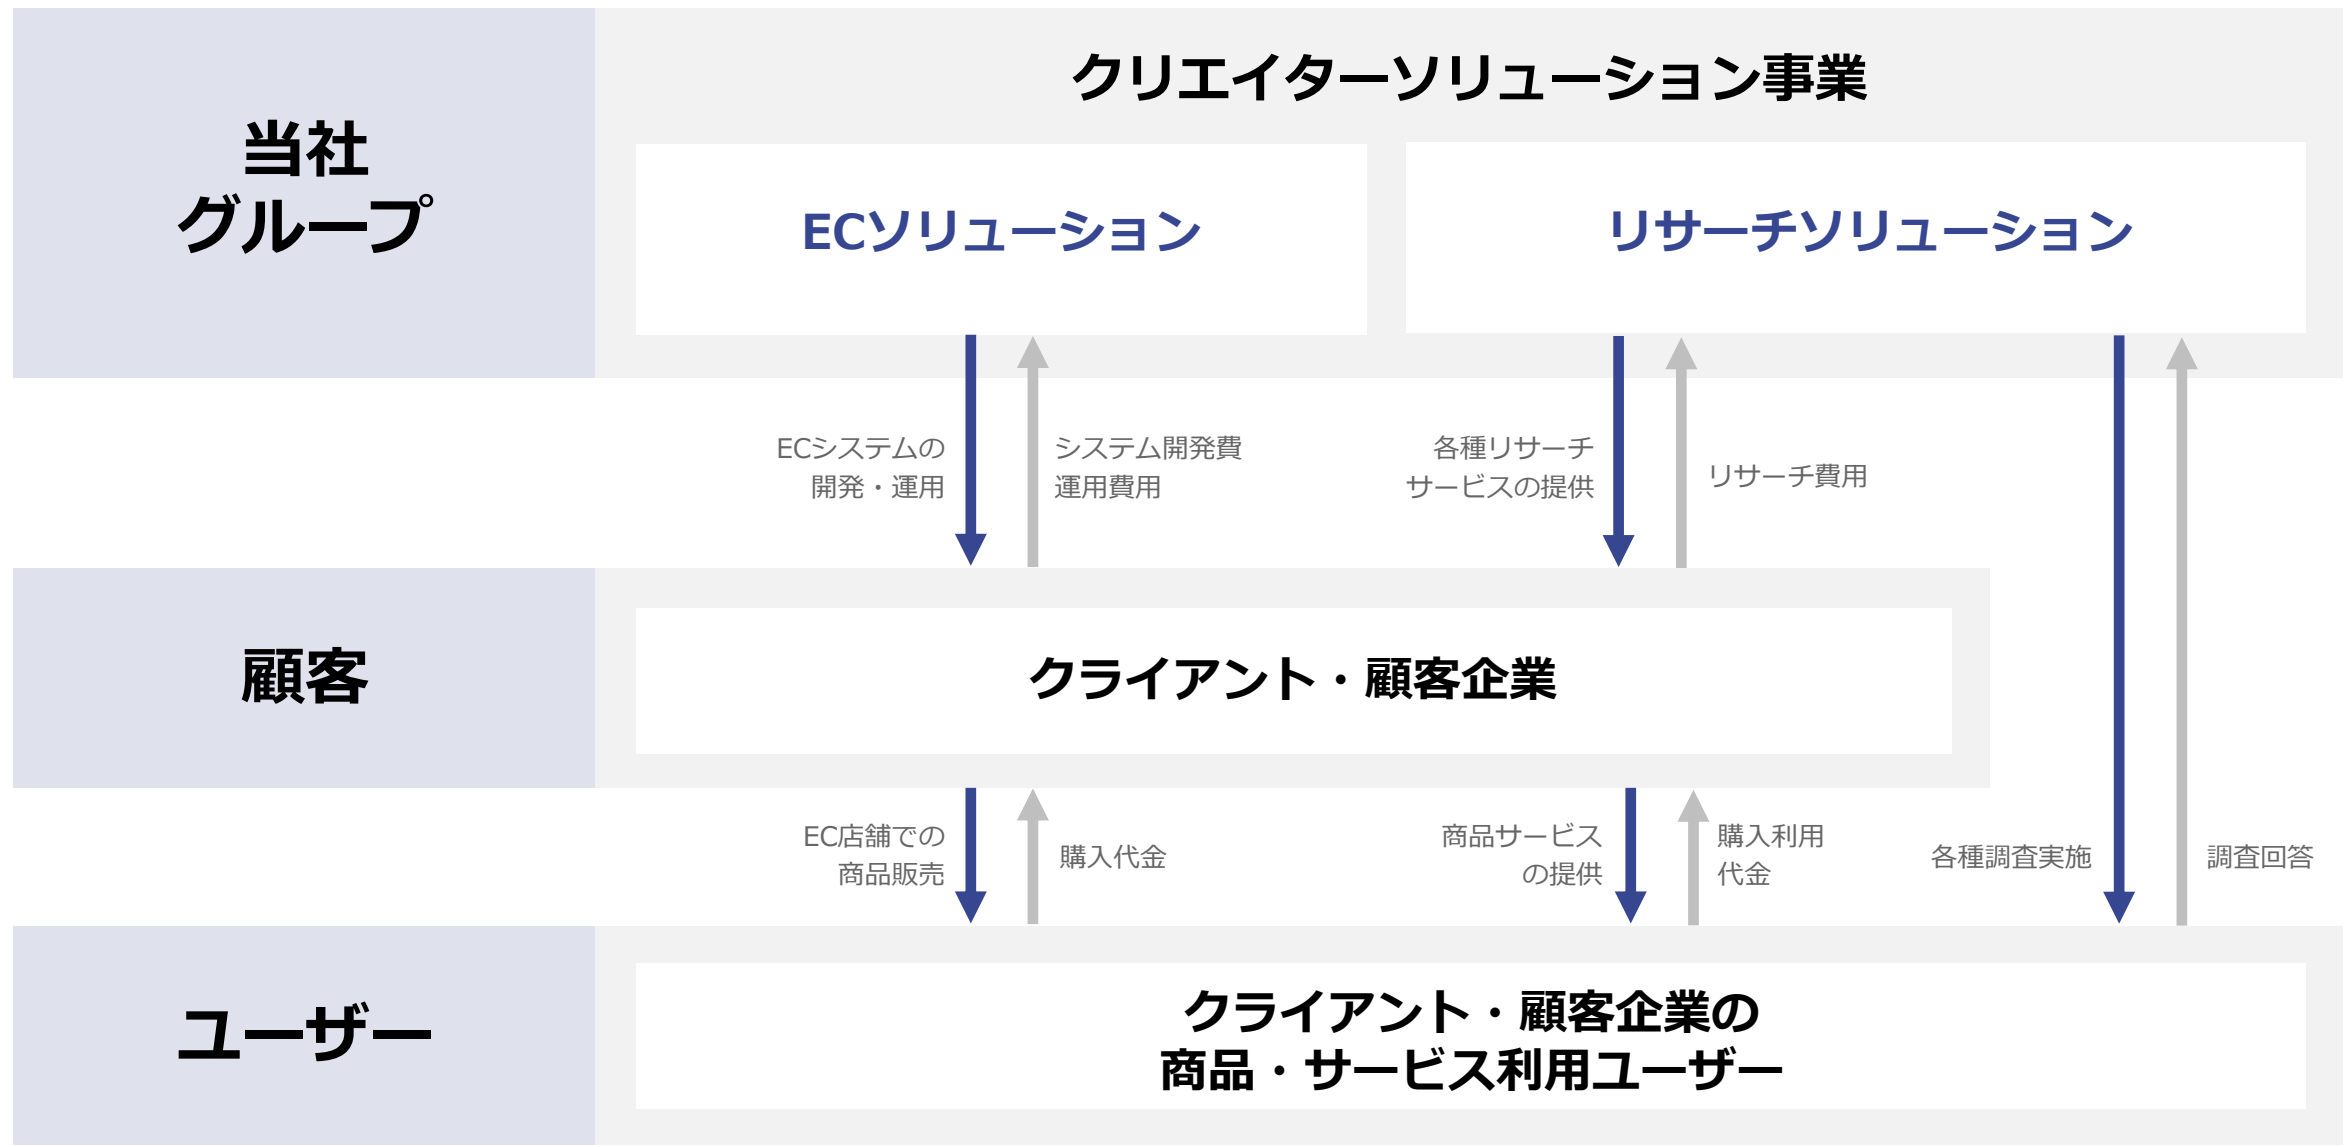 当社
グループ
クリエイターソリューション事業
ECソリューション
リサーチソリューション
ECシステムの
開発・運用
システム開発費
運用費用
各種リサーチ
サービスの提供
リサーチ費用
顧客
クライアント・顧客企業
EC店舗での
商品販売
購入代金
商品サービス
の提供
購入利用
代金
各種調査実施
調査回答
ユーザー
クライアント・顧客企業の
商品・サービス利用ユーザー